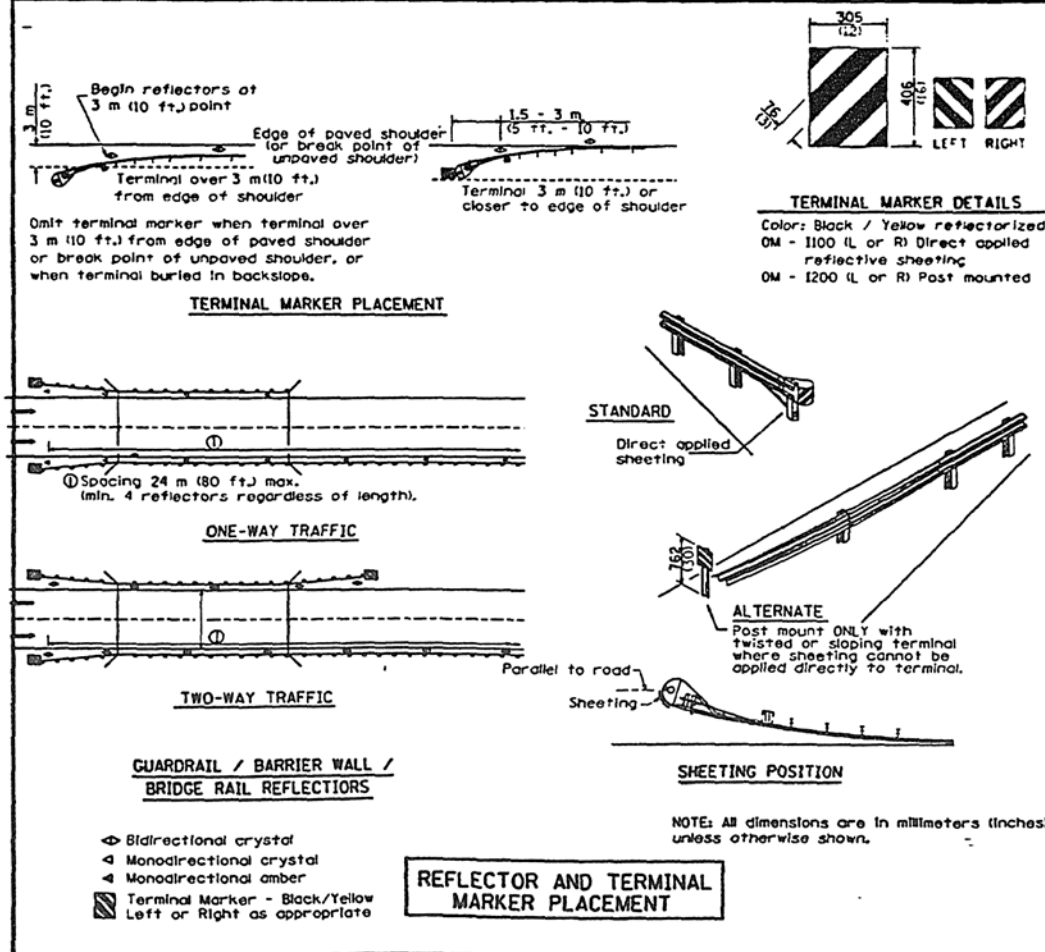 305
(12)
406
(16)
76
(3)
LEFT RIGHT
TERMINAL MARKER DETAILS
Color: Black / Yellow reflectorized
OM - 1100 (L or R) Direct applied
reflective sheeting
OM - 1200 (L or R) Post mounted
3 m
(10 ft.)
Begin reflectors at
3 m (10 ft.) point
Edge of paved shoulder
(or break point of
unpaved shoulder)
1.5 - 3 m
(5 ft. - 10 ft.)
Terminal over 3 m (10 ft.)
from edge of shoulder
Terminal 3 m (10 ft.) or
closer to edge of shoulder
Omit terminal marker when terminal over
3 m (10 ft.) from edge of paved shoulder
or break point of unpaved shoulder, or
when terminal buried in backslope.
TERMINAL MARKER PLACEMENT
①
① Spacing 24 m (80 ft.) max.
(min. 4 reflectors regardless of length).
ONE-WAY TRAFFIC
①
TWO-WAY TRAFFIC
STANDARD
Direct applied
sheeting
762
(30)
ALTERNATE
Post mount ONLY with
twisted or sloping terminal
where sheeting cannot be
applied directly to terminal.
Parallel to road
Sheeting
SHEETING POSITION
GUARDRAIL / BARRIER WALL /
BRIDGE RAIL REFLECTIORS
Bidirectional crystal
Monodirectional crystal
Monodirectional amber
Terminal Marker - Black/Yellow
Left or Right as appropriate
NOTE: All dimensions are in millimeters (inches)
unless otherwise shown.
REFLECTOR AND TERMINAL
MARKER PLACEMENT